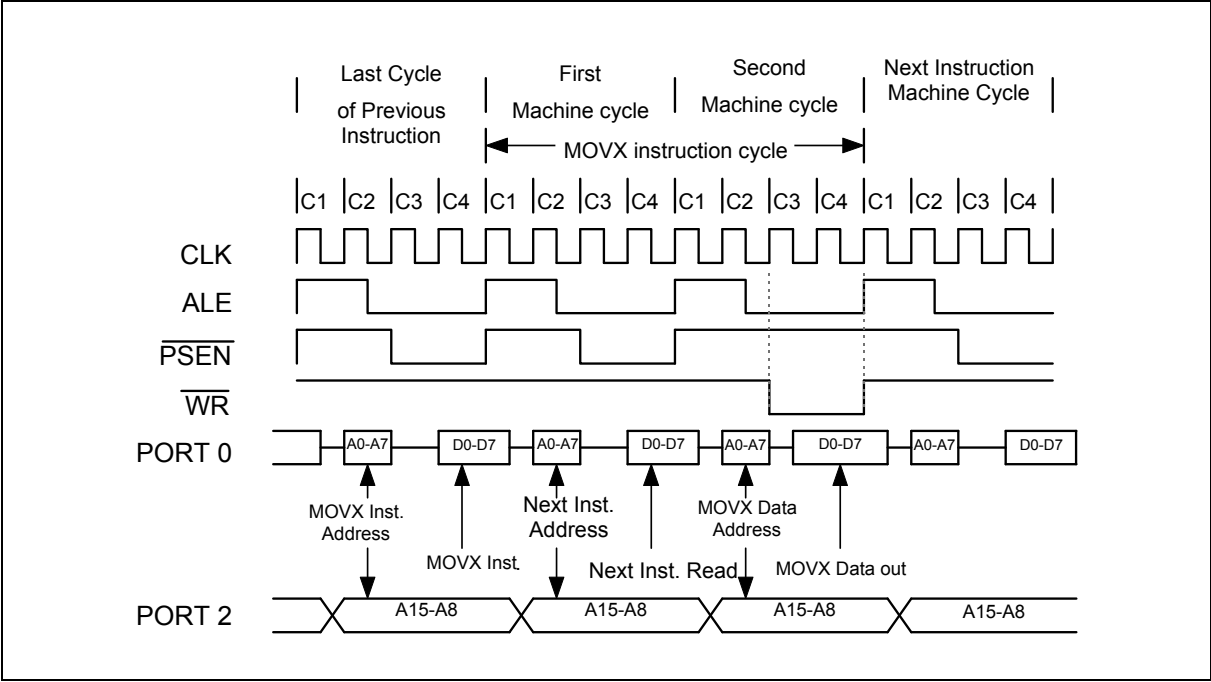 Last Cycle
of Previous
Instruction
First
Machine cycle
Second
Machine cycle
Next Instruction
Machine Cycle
MOVX instruction cycle
C1 C2 C3 C4 C1 C2 C3 C4 C1 C2 C3 C4 C1 C2 C3 C4
CLK
ALE
PSEN
WR
PORT 0
A0-A7 D0-D7 A0-A7 D0-D7 A0-A7 D0-D7 A0-A7 D0-D7
MOVX Inst.
Address
MOVX Inst.
Next Inst.
Address
Next Inst. Read
MOVX Data
Address
MOVX Data out
PORT 2
A15-A8 A15-A8 A15-A8 A15-A8